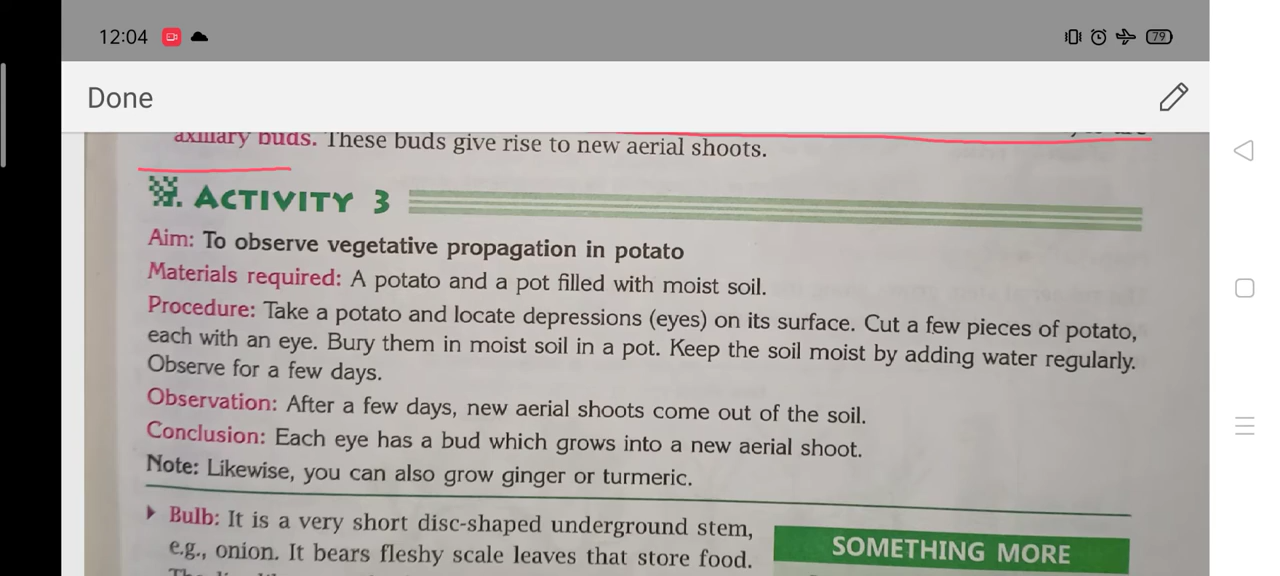 12:04
79
Done
axillary buds. These buds give rise to new aerial shoots.
ACTIVITY 3
Aim: To observe vegetative propagation in potato
Materials required: A potato and a pot filled with moist soil.
Procedure: Take a potato and locate depressions (eyes) on its surface. Cut a few pieces of potato,
each with an eye. Bury them in moist soil in a pot. Keep the soil moist by adding water regularly.
Observe for a few days.
Observation: After a few days, new aerial shoots come out of the soil.
Conclusion: Each eye has a bud which grows into a new aerial shoot.
Note: Likewise, you can also grow ginger or turmeric.
Bulb: It is a very short disc-shaped underground stem,
e.g., onion. It bears fleshy scale leaves that store food.
SOMETHING MORE